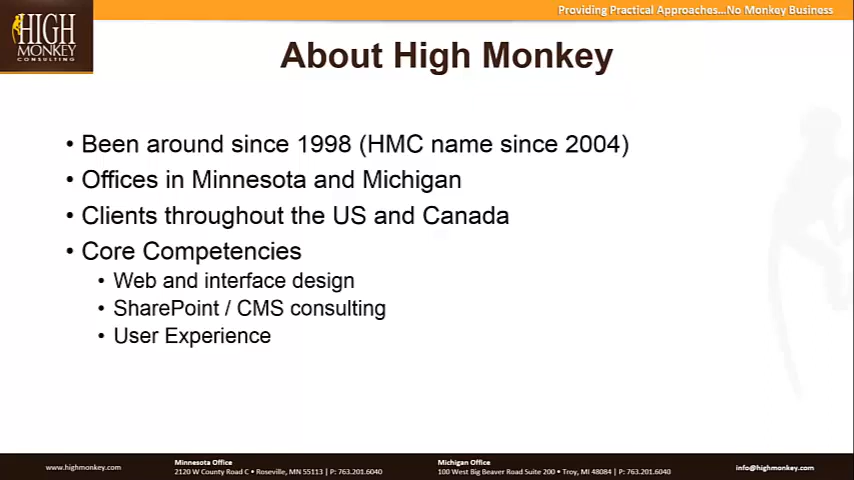 Providing Practical Approaches...No Monkey Business
HIGH
MONKEY
CONSULTING
About High Monkey
• Been around since 1998 (HMC name since 2004)
• Offices in Minnesota and Michigan
• Clients throughout the US and Canada
• Core Competencies
• Web and interface design
• SharePoint / CMS consulting
• User Experience
www.highmonkey.com
Minnesota Office
2120 W County Road C • Roseville, MN 55113 | P: 763.201.6040
Michigan Office
100 West Big Beaver Road Suite 200 • Troy, MI 48084 | P: 763.201.6040
info@highmonkey.com